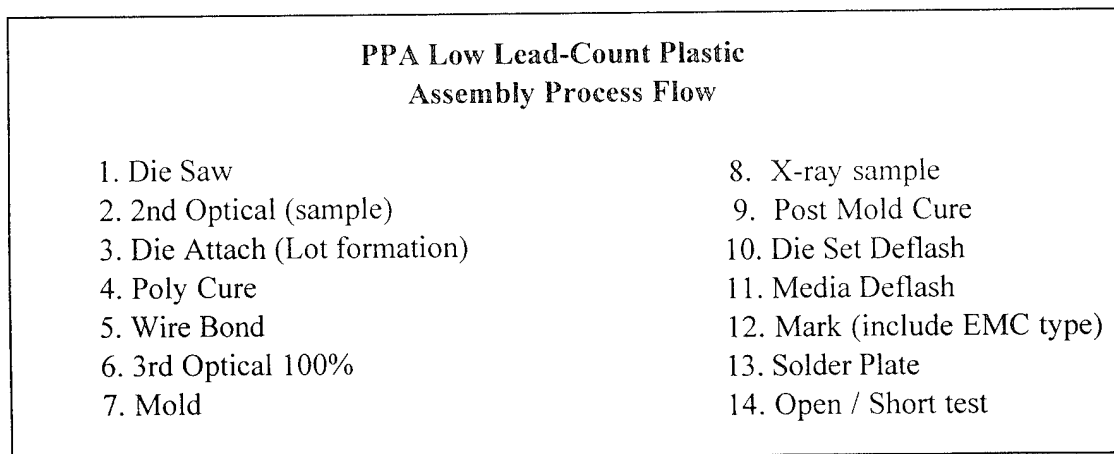 PPA Low Lead-Count Plastic
Assembly Process Flow
1. Die Saw
2. 2nd Optical (sample)
3. Die Attach (Lot formation)
4. Poly Cure
5. Wire Bond
6. 3rd Optical 100%
7. Mold
8. X-ray sample
9. Post Mold Cure
10. Die Set Deflash
11. Media Deflash
12. Mark (include EMC type)
13. Solder Plate
14. Open / Short test